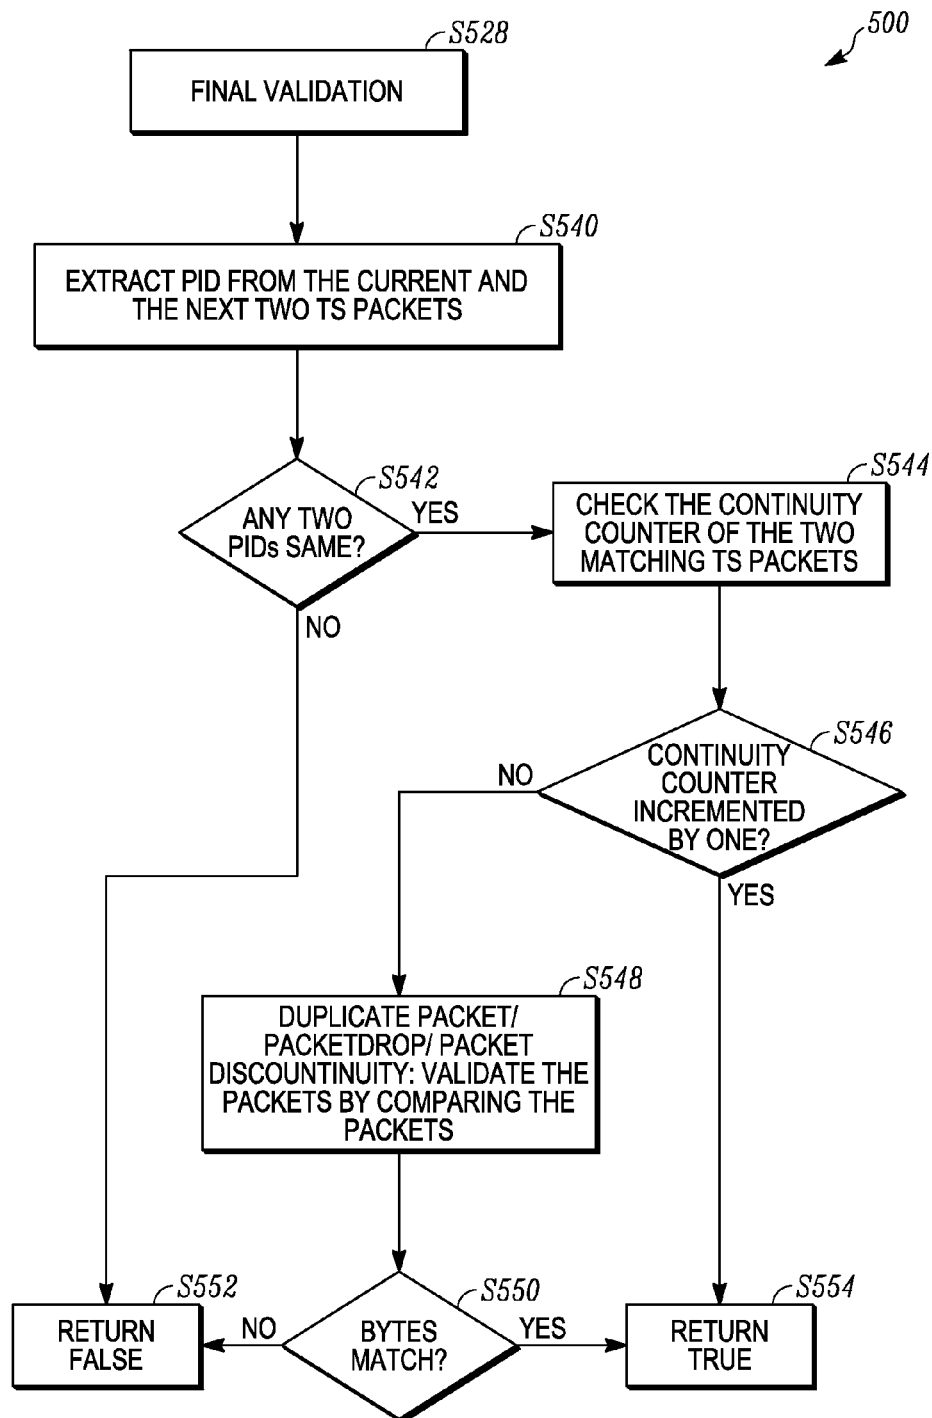 S528
500
FINAL VALIDATION
S540
EXTRACT PID FROM THE CURRENT AND
THE NEXT TWO TS PACKETS
S542
ANY TWO
PIDs SAME?
YES
NO
S544
CHECK THE CONTINUITY
COUNTER OF THE TWO
MATCHING TS PACKETS
S546
CONTINUITY
COUNTER
INCREMENTED
BY ONE?
NO
YES
S548
DUPLICATE PACKET/
PACKETDROP/ PACKET
DISCOUNTINUITY: VALIDATE THE
PACKETS BY COMPARING THE
PACKETS
S552
RETURN
FALSE
NO
S550
BYTES
MATCH?
YES
S554
RETURN
TRUE